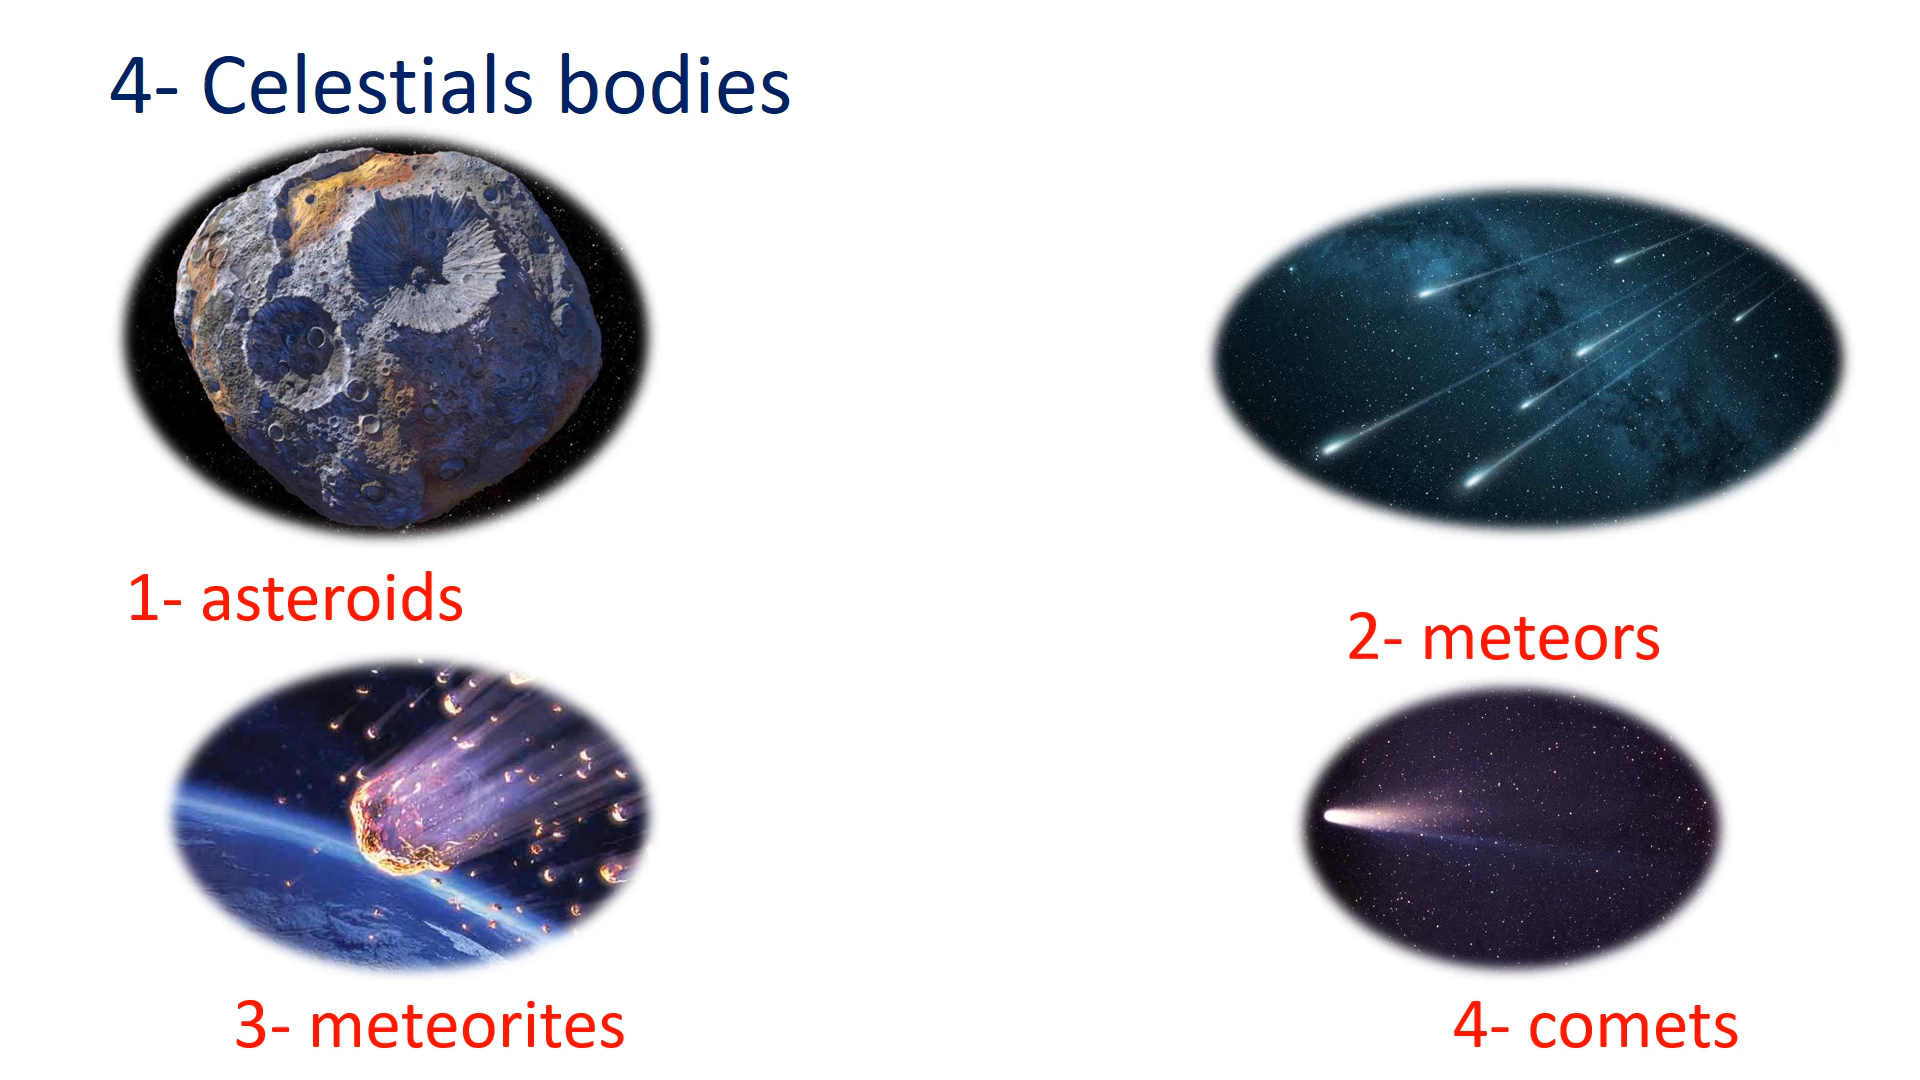 4- Celestials bodies
1- asteroids
2- meteors
3- meteorites
4- comets